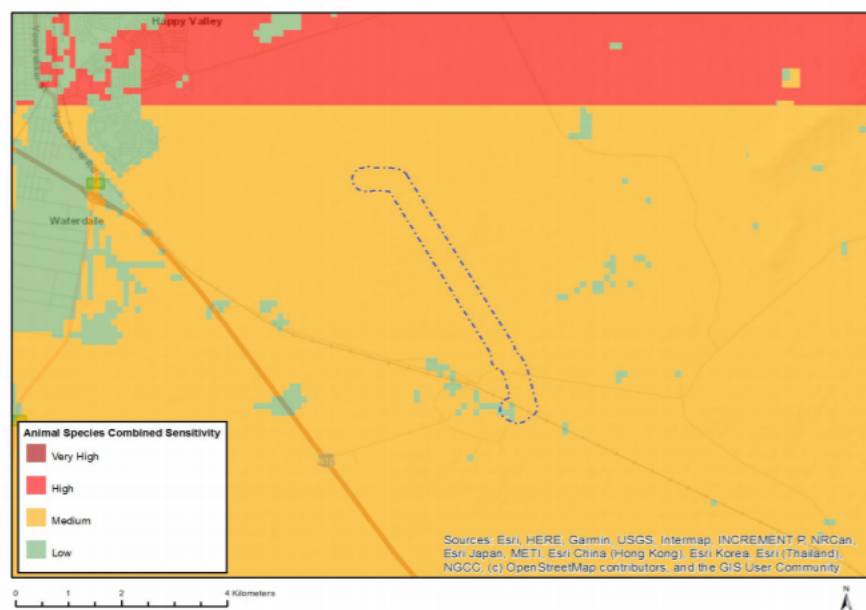 Happy Valley
Waterdale
Animal Species Combined Sensitivity
Very High
High
Medium
Low
Sources: Esri, HERE, Garmin, USGS, Intermap, INCREMENT P, NRCan,
Esri Japan, METI, Esri China (Hong Kong), Esri Korea, Esri (Thailand),
NGCC, (c) OpenStreetMap contributors, and the GIS User Community
0 1 2 4 Kilometers
N